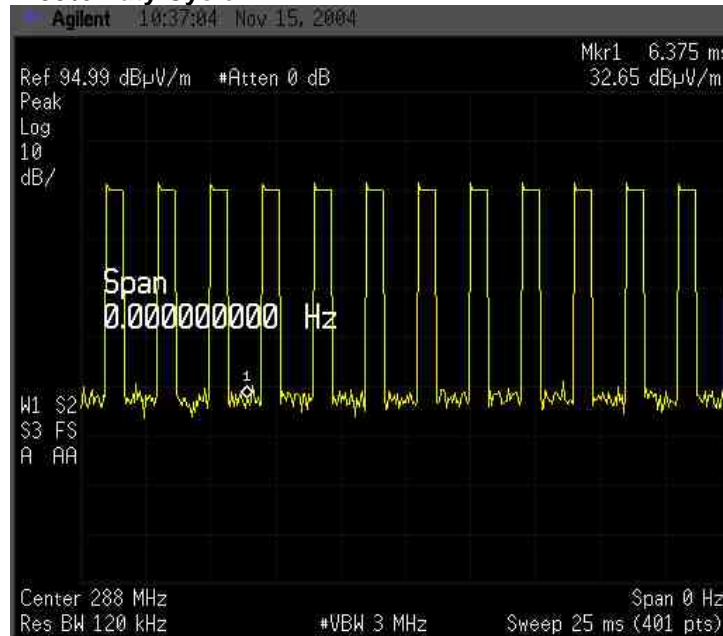 Agilent 10:37:04 Nov 15, 2004
Mkr1 6.375 ms
Ref 94.99 dBµV/m #Atten 0 dB 32.65 dBµV/m
Peak
Log
10
dB/
Span
0.000000000 Hz
1
W1 S2
S3 FS
A AA
Center 288 MHz Span 0 Hz
Res BW 120 kHz #VBW 3 MHz Sweep 25 ms (401 pts)